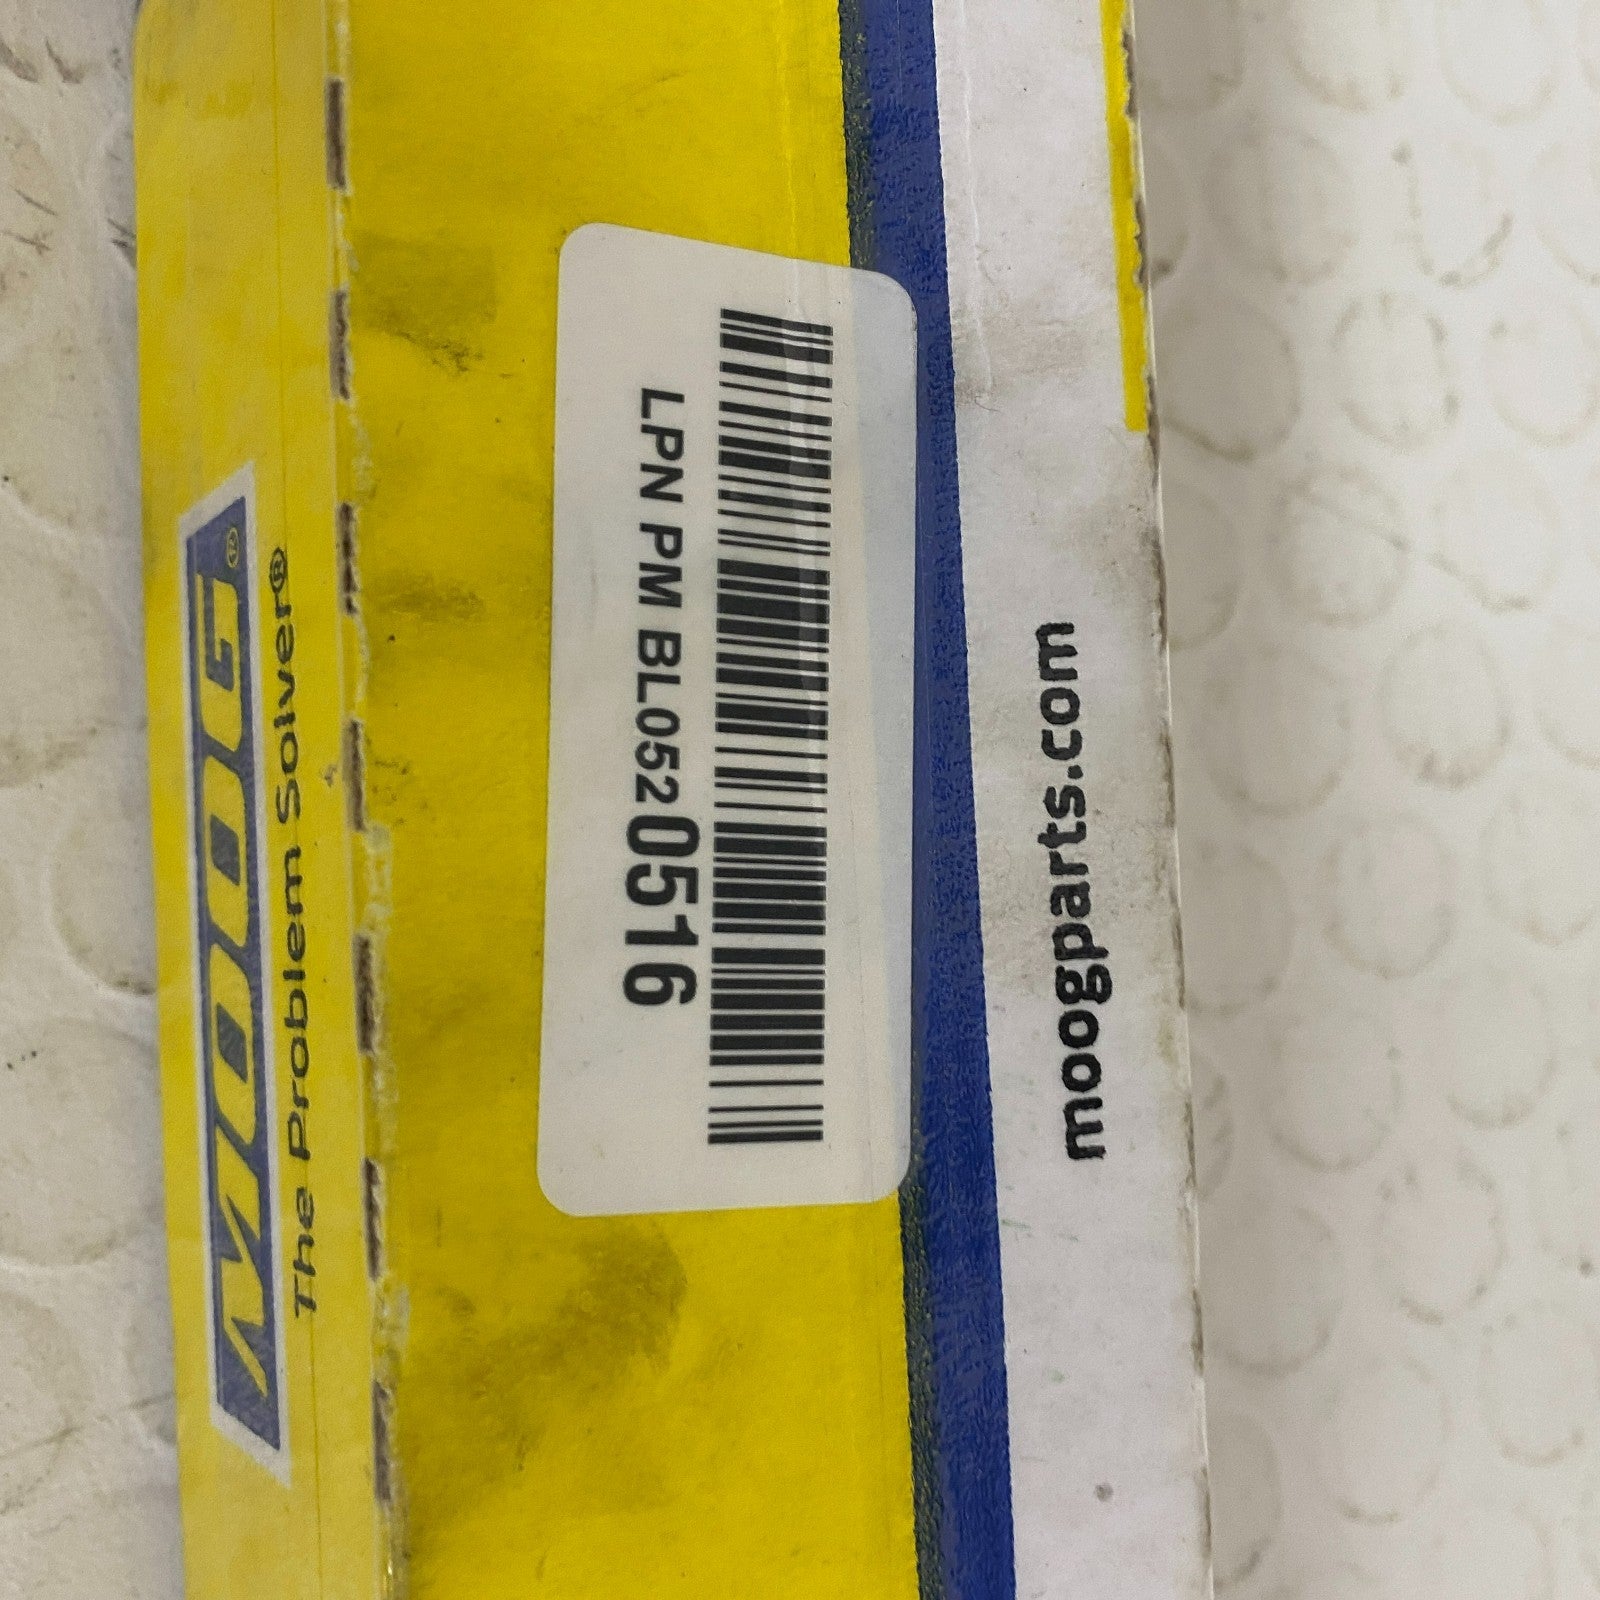 MOOG®
The Problem Solver®
LPN PM BL0520516
moogparts.com